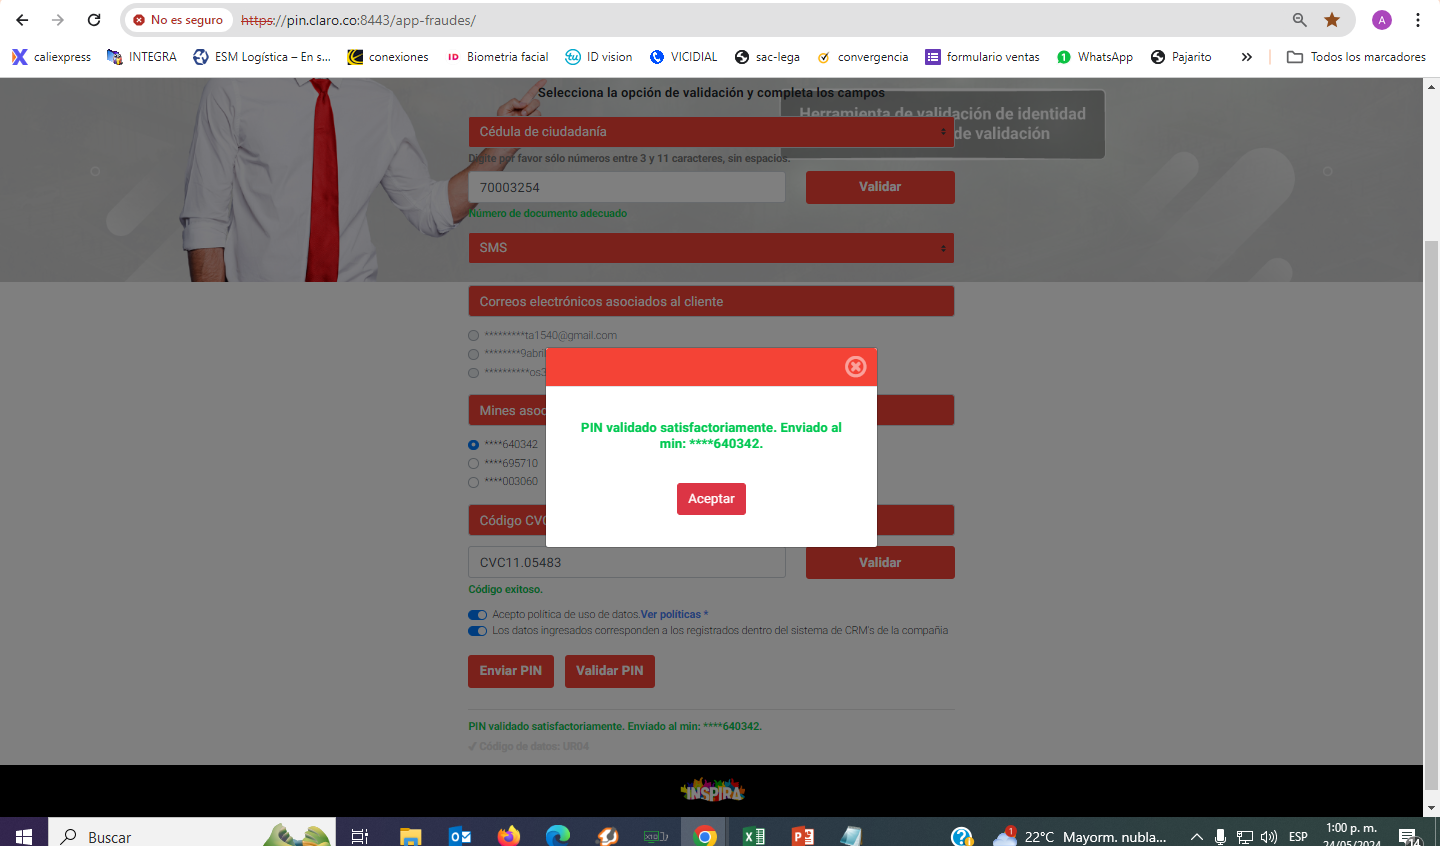 No es seguro
https://pin.claro.co:8443/app-fraudes/
A
caliexpress
INTEGRA
ESM Logística – En s...
conexiones
ID
Biometria facial
tu
ID vision
VICIDIAL
sac-lega
convergencia
formulario ventas
1
WhatsApp
Pajarito
Todos los marcadores
Selecciona la opción de validación y completa los campos
Herramienta de validación de identidad
de validación
Cédula de ciudadanía
Digite por favor sólo números entre 3 y 11 caracteres, sin espacios.
70003254
Validar
Número de documento adecuado
SMS
Correos electrónicos asociados al cliente
*********ta1540@gmail.com
********9abril
**********os3
PIN validado satisfactoriamente. Enviado al
min: ****640342.
Aceptar
Mines asoc
****640342
****695710
****003060
Código CVC
CVC11.05483
Validar
Código exitoso.
Acepto política de uso de datos.Ver políticas *
Los datos ingresados corresponden a los registrados dentro del sistema de CRM's de la compañia
Enviar PIN
Validar PIN
PIN validado satisfactoriamente. Enviado al min: ****640342.
✔ Código de datos: UR04
INSPIRA
Buscar
1
22°C Mayorm. nubla...
ESP
1:00 p. m.
24/05/2024
14